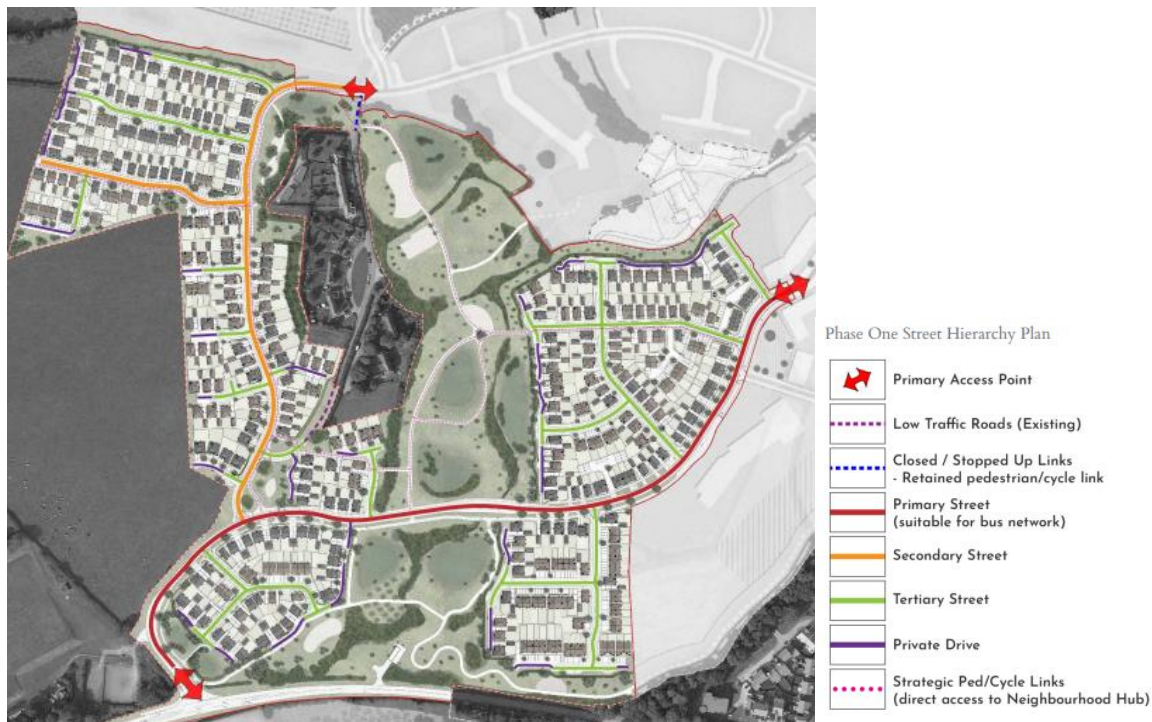 Phase One Street Hierarchy Plan
Primary Access Point
Low Traffic Roads (Existing)
Closed / Stopped Up Links
- Retained pedestrian/cycle link
Primary Street
(suitable for bus network)
Secondary Street
Tertiary Street
Private Drive
Strategic Ped/Cycle Links
(direct access to Neighbourhood Hub)